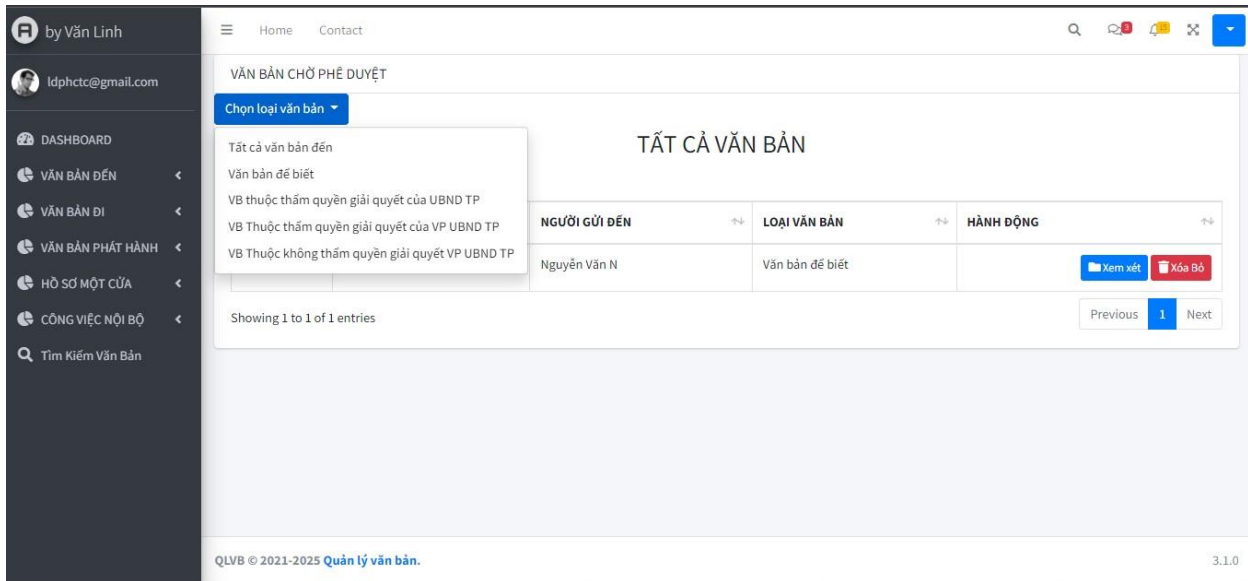 by Văn Linh
Home Contact
3
15
ldphctc@gmail.com
DASHBOARD
VĂN BẢN ĐẾN
VĂN BẢN ĐI
VĂN BẢN PHÁT HÀNH
HỒ SƠ MỘT CỬA
CÔNG VIỆC NỘI BỘ
Tìm Kiếm Văn Bản
VĂN BẢN CHỜ PHÊ DUYỆT
Chọn loại văn bản
Tất cả văn bản đến
Văn bản để biết
VB thuộc thẩm quyền giải quyết của UBND TP
VB Thuộc thẩm quyền giải quyết của VP UBND TP
VB Thuộc không thẩm quyền giải quyết VP UBND TP
TẤT CẢ VĂN BẢN
NGƯỜI GỬI ĐẾN LOẠI VĂN BẢN HÀNH ĐỘNG
Nguyễn Văn N Văn bản để biết Xem xét Xóa Bỏ
Showing 1 to 1 of 1 entries
Previous 1 Next
QLVB © 2021-2025 Quản lý văn bản.
3.1.0